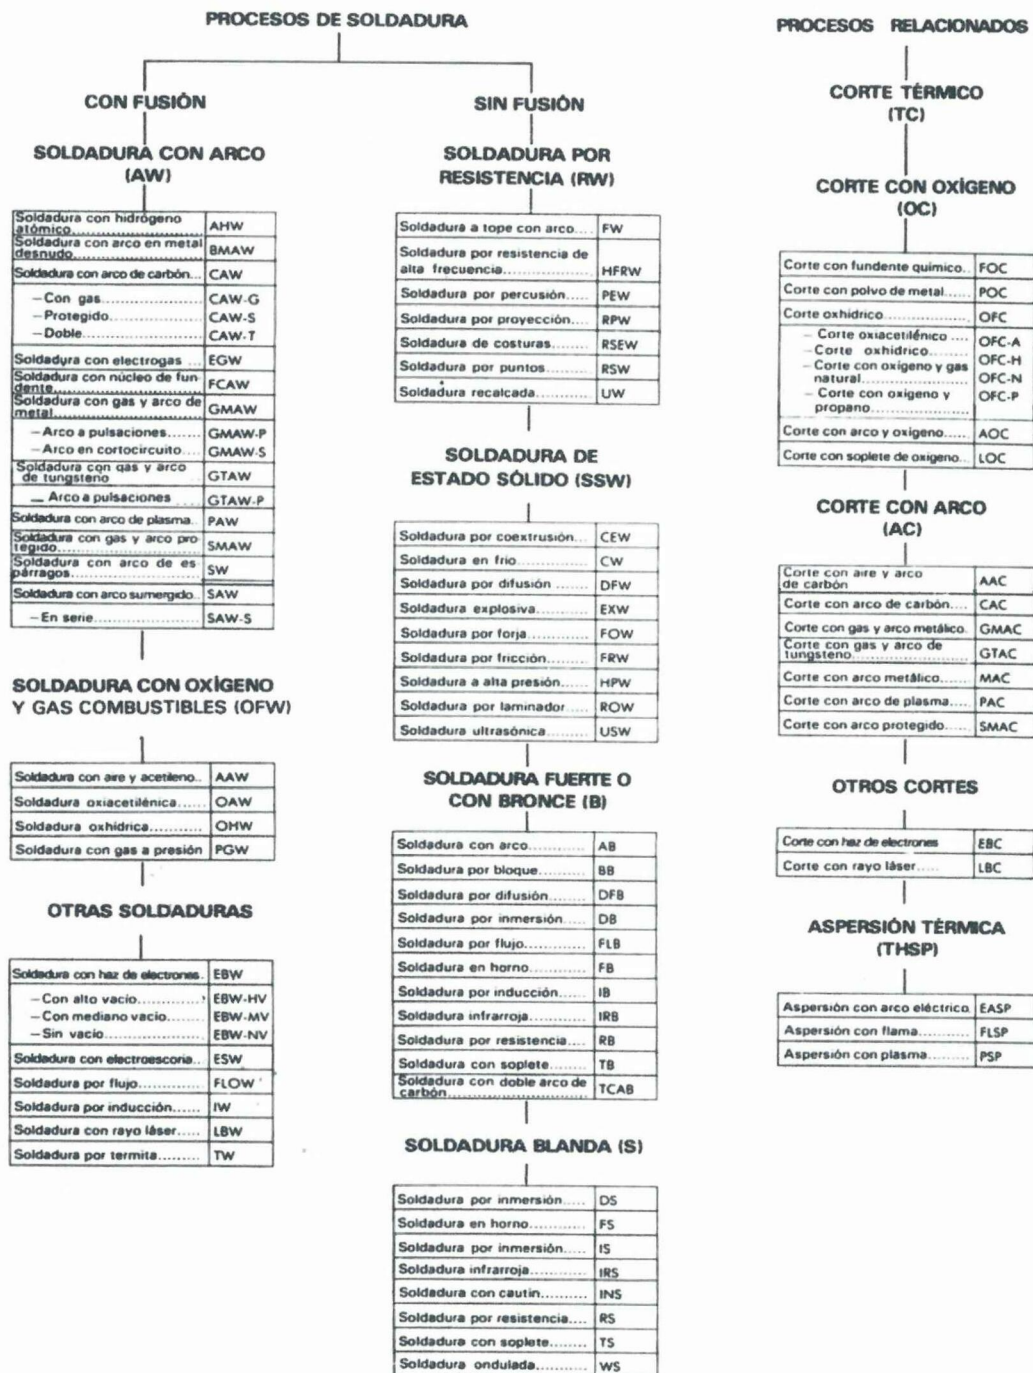 PROCESOS DE SOLDADURA
CON FUSIÓN
SOLDADURA CON ARCO
(AW)
Soldadura con hidrógeno
atómico.................... AHW
Soldadura con arco en metal
desnudo.................... BMAW
Soldadura con arco de carbón... CAW
—Con gas.................... CAW-G
—Protegido.................. CAW-S
—Doble...................... CAW-T
Soldadura con electrogas ... EGW
Soldadura con núcleo de fun-
dente....................... FCAW
Soldadura con gas y arco de
metal....................... GMAW
—Arco a pulsaciones....... GMAW-P
—Arco en cortocircuito.... GMAW-S
Soldadura con gas y arco
de tungsteno GTAW
— Arco a pulsaciones GTAW-P
Soldadura con arco de plasma.. PAW
Soldadura con gas y arco pro
tegido...................... SMAW
Soldadura con arco de es
párragos.................... SW
Soldadura con arco sumergido.. SAW
—En serie................... SAW-S
SOLDADURA CON OXÍGENO
Y GAS COMBUSTIBLES (OFW)
Soldadura con aire y acetileno.. AAW
Soldadura oxiacetilénica...... OAW
Soldadura oxhídrica........... OHW
Soldadura con gas a presión PGW
OTRAS SOLDADURAS
Soldadura con haz de electrones. EBW
—Con alto vacío............ EBW-HV
—Con mediano vacío...... EBW-MV
—Sin vacío................. EBW-NV
Soldadura con electroescoria.. ESW
Soldadura por flujo........... FLOW
Soldadura por inducción...... IW
Soldadura con rayo láser..... LBW
Soldadura por termita......... TW
SIN FUSIÓN
SOLDADURA POR
RESISTENCIA (RW)
Soldadura a tope con arco.... FW
Soldadura por resistencia de
alta frecuencia............... HFRW
Soldadura por percusión..... PEW
Soldadura por proyección.... RPW
Soldadura de costuras........ RSEW
Soldadura por puntos........ RSW
Soldadura recalcada.......... UW
SOLDADURA DE
ESTADO SÓLIDO (SSW)
Soldadura por coextrusión... CEW
Soldadura en frío............ CW
Soldadura por difusión ...... DFW
Soldadura explosiva.......... EXW
Soldadura por forja.......... FOW
Soldadura por fricción....... FRW
Soldadura a alta presión..... HPW
Soldadura por laminador..... ROW
Soldadura ultrasónica........ USW
SOLDADURA FUERTE O
CON BRONCE (B)
Soldadura con arco........... AB
Soldadura por bloque........ BB
Soldadura por difusión...... DFB
Soldadura por inmersión..... DB
Soldadura por flujo.......... FLB
Soldadura en horno.......... FB
Soldadura por inducción..... IB
Soldadura infrarroja......... IRB
Soldadura por resistencia.... RB
Soldadura con soplete........ TB
Soldadura con doble arco de
carbón...................... TCAB
SOLDADURA BLANDA (S)
Soldadura por inmersión..... DS
Soldadura en horno.......... FS
Soldadura por inmersión..... IS
Soldadura infrarroja......... IRS
Soldadura con cautín......... INS
Soldadura por resistencia.... RS
Soldadura con soplete........ TS
Soldadura ondulada.......... WS
PROCESOS RELACIONADOS
CORTE TÉRMICO
(TC)
CORTE CON OXÍGENO
(OC)
Corte con fundente químico.. FOC
Corte con polvo de metal..... POC
Corte oxhídrico.............. OFC
— Corte oxiacetilénico .... OFC-A
— Corte oxhídrico......... OFC-H
— Corte con oxígeno y gas
natural................. OFC-N
— Corte con oxígeno y OFC-P
propano.................
Corte con arco y oxígeno..... AOC
Corte con soplete de oxígeno... LOC
CORTE CON ARCO
(AC)
Corte con aire y arco
de carbón AAC
Corte con arco de carbón.... CAC
Corte con gas y arco metálico. GMAC
Corte con gas y arco de
tungsteno................... GTAC
Corte con arco metálico...... MAC
Corte con arco de plasma.... PAC
Corte con arco protegido..... SMAC
OTROS CORTES
Corte con haz de electrones EBC
Corte con rayo láser..... LBC
ASPERSIÓN TÉRMICA
(THSP)
Aspersión con arco eléctrico EASP
Aspersión con flama......... FLSP
Aspersión con plasma........ PSP